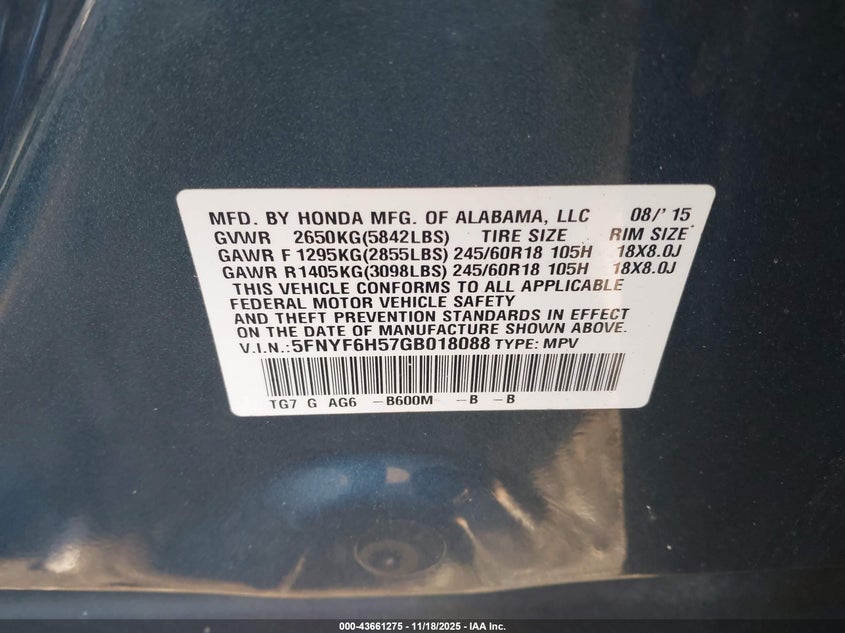 MFD. BY HONDA MFG. OF ALABAMA, LLC 08/' 15
GVWR 2650KG(5842LBS) TIRE SIZE RIM SIZE
GAWR F 1295KG(2855LBS) 245/60R18 105H 18X8.0J
GAWR R1405KG(3098LBS) 245/60R18 105H 18X8.0J
THIS VEHICLE CONFORMS TO ALL APPLICABLE
FEDERAL MOTOR VEHICLE SAFETY
AND THEFT PREVENTION STANDARDS IN EFFECT
ON THE DATE OF MANUFACTURE SHOWN ABOVE.
V.I.N.:5FNYF6H57GB018088 TYPE: MPV
TG7 G AG6 -B600M -B -B
000-43661275 - 11/18/2025 - IAA Inc.